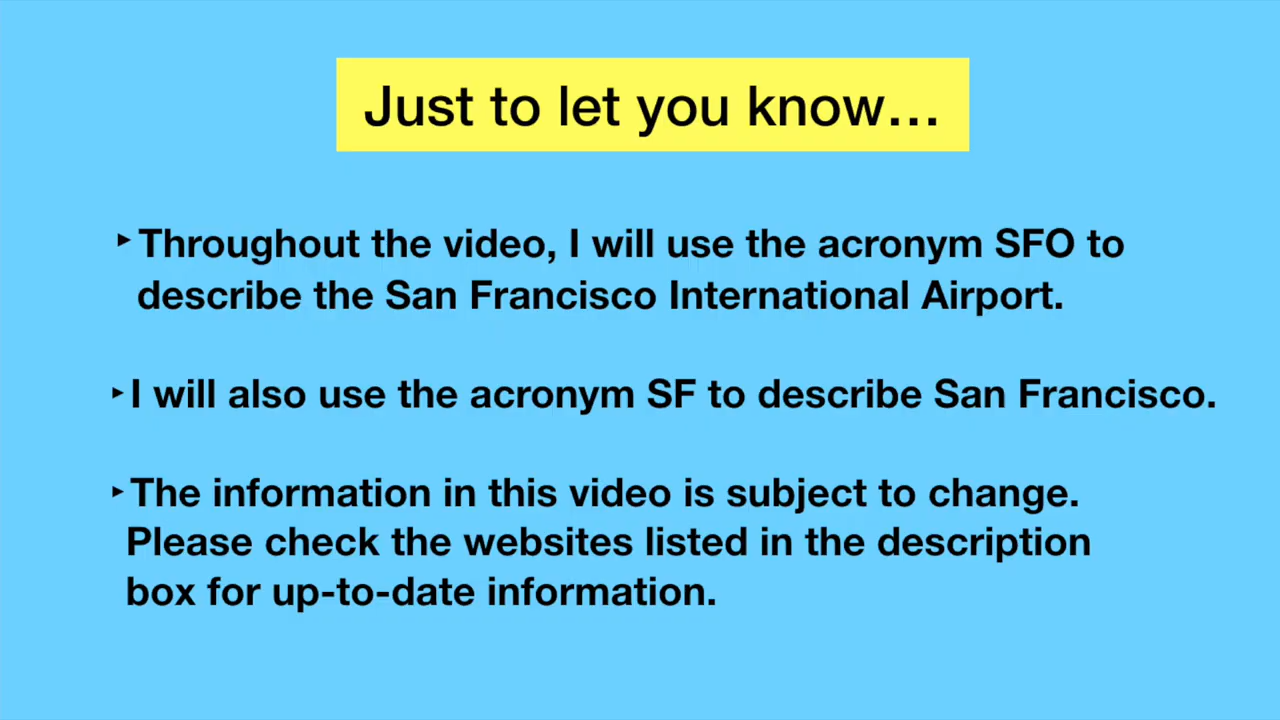 Just to let you know...
‣Throughout the video, I will use the acronym SFO to
describe the San Francisco International Airport.
‣I will also use the acronym SF to describe San Francisco.
‣The information in this video is subject to change.
Please check the websites listed in the description
box for up-to-date information.